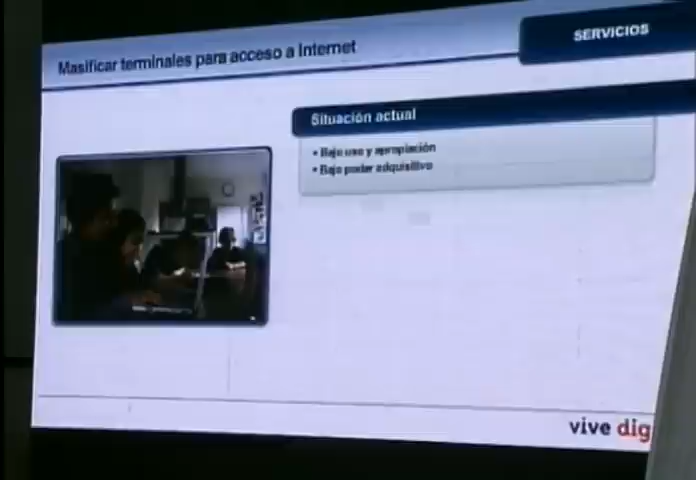 Masificar terminales para acceso a Internet
SERVICIOS
Situación actual
• Bajo uso y apropiación
• Bajo poder adquisitivo
vive dig